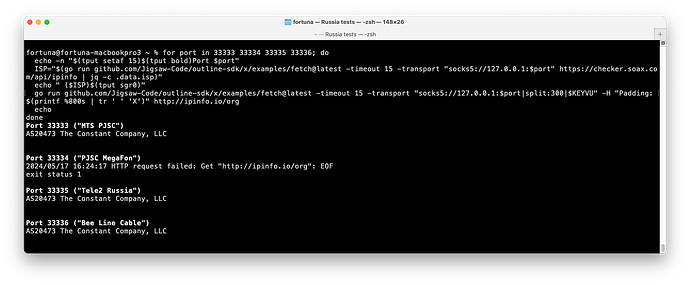 fortuna — Russia tests — -zsh — 148×26
~ — Russia tests — -zsh
fortuna@fortuna-macbookpro3 ~ % for port in 33333 33334 33335 33336; do
echo -n "$(tput setaf 15)$(tput bold)Port $port"
ISP="$(go run github.com/Jigsaw-Code/outline-sdk/x/examples/fetch@latest -timeout 15 -transport "socks5://127.0.0.1:$port" https://checker.soax.co
m/api/ipinfo | jq -c .data.isp)"
echo " ($ISP)$(tput sgr0)"
go run github.com/Jigsaw-Code/outline-sdk/x/examples/fetch@latest -timeout 15 -transport "socks5://127.0.0.1:$port|split:300|$KEYVU" -H "Padding:
$(printf %800s | tr ' ' 'X')" http://ipinfo.io/org
echo
done
Port 33333 ("MTS PJSC")
AS20473 The Constant Company, LLC
Port 33334 ("PJSC MegaFon")
2024/05/17 16:24:17 HTTP request failed: Get "http://ipinfo.io/org": EOF
exit status 1
Port 33335 ("Tele2 Russia")
AS20473 The Constant Company, LLC
Port 33336 ("Bee Line Cable")
AS20473 The Constant Company, LLC